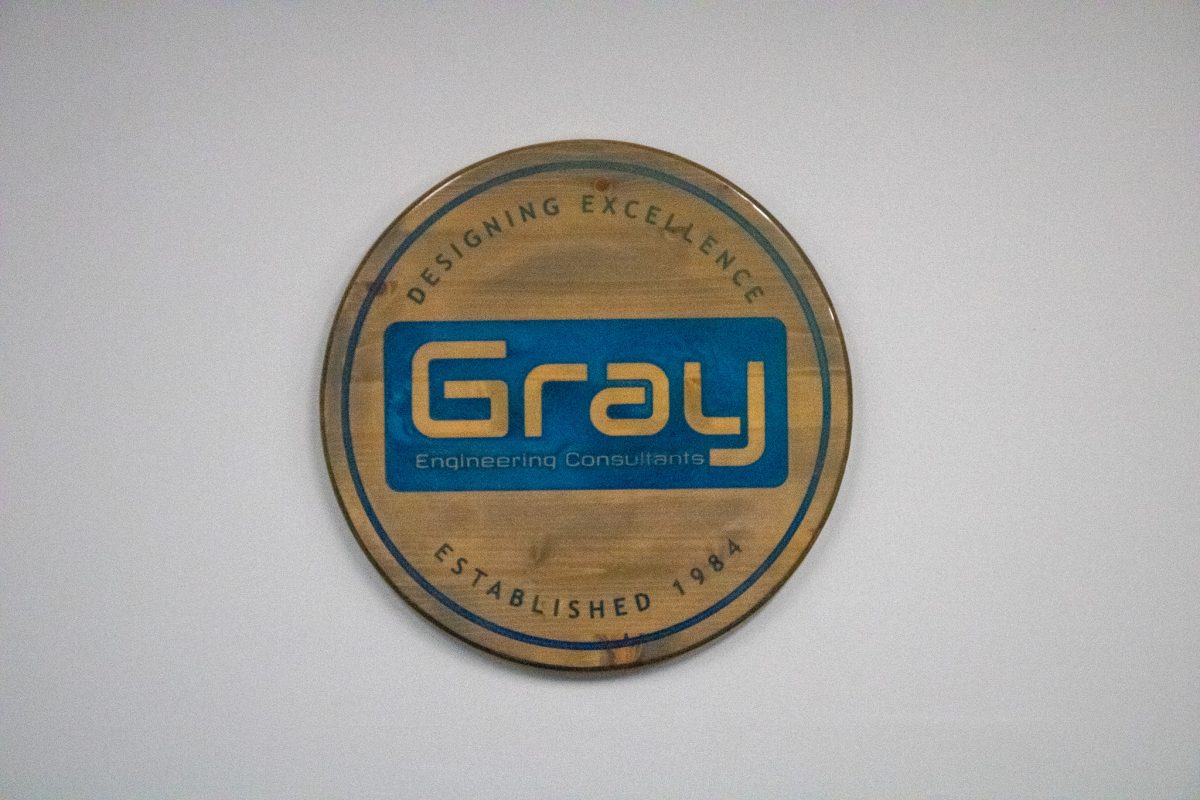 DESIGNING EXCELLENCE
Gray
Engineering Consultants
ESTABLISHED 1984